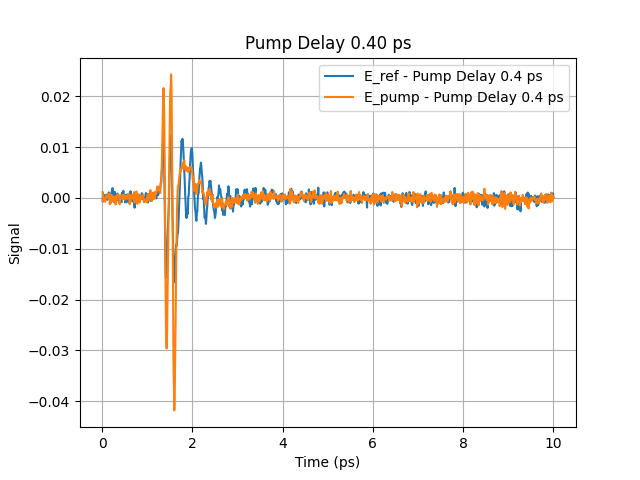 Pump Delay 0.40 ps
E_ref - Pump Delay 0.4 ps
E_pump - Pump Delay 0.4 ps
0.02
0.01
0.00
−0.01
−0.02
−0.03
−0.04
Signal
0 2 4 6 8 10
Time (ps)